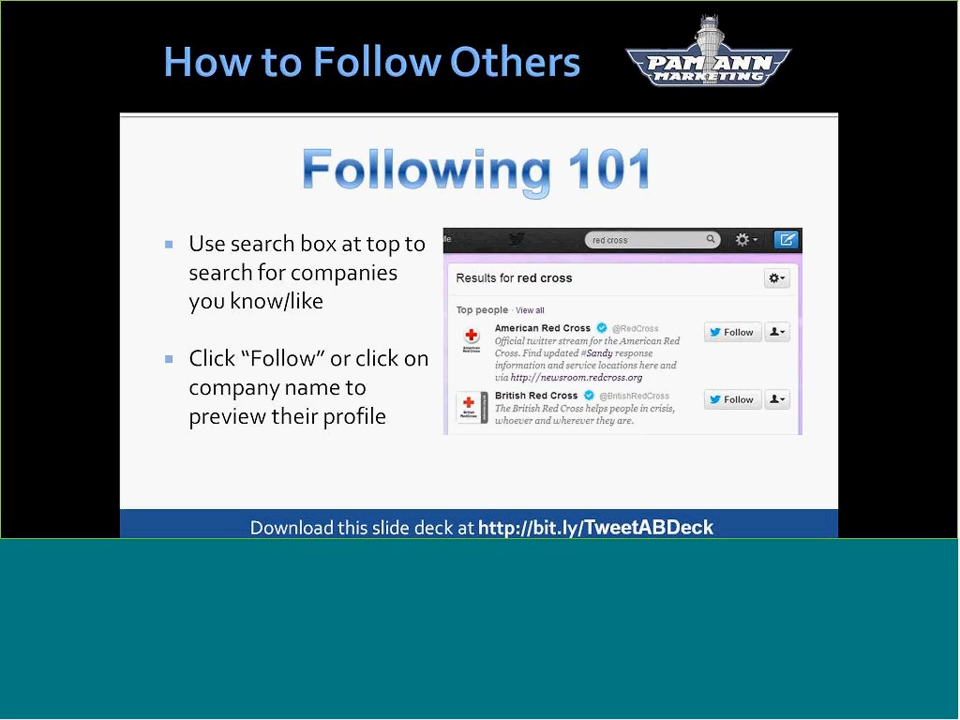 How to Follow Others
PAM ANN
MARKETING
Following 101
Use search box at top to
search for companies
you know/like
Click “Follow” or click on
company name to
preview their profile
red cross
Results for red cross
Top people · View all
American Red Cross @RedCross
Official twitter stream for the American Red
Cross. Find updated #Sandy response
information and service locations here and
via http://newsroom.redcross.org
Follow
British Red Cross @BritishRedCross
The British Red Cross helps people in crisis,
whoever and wherever they are.
Follow
Download this slide deck at http://bit.ly/TweetABDeck